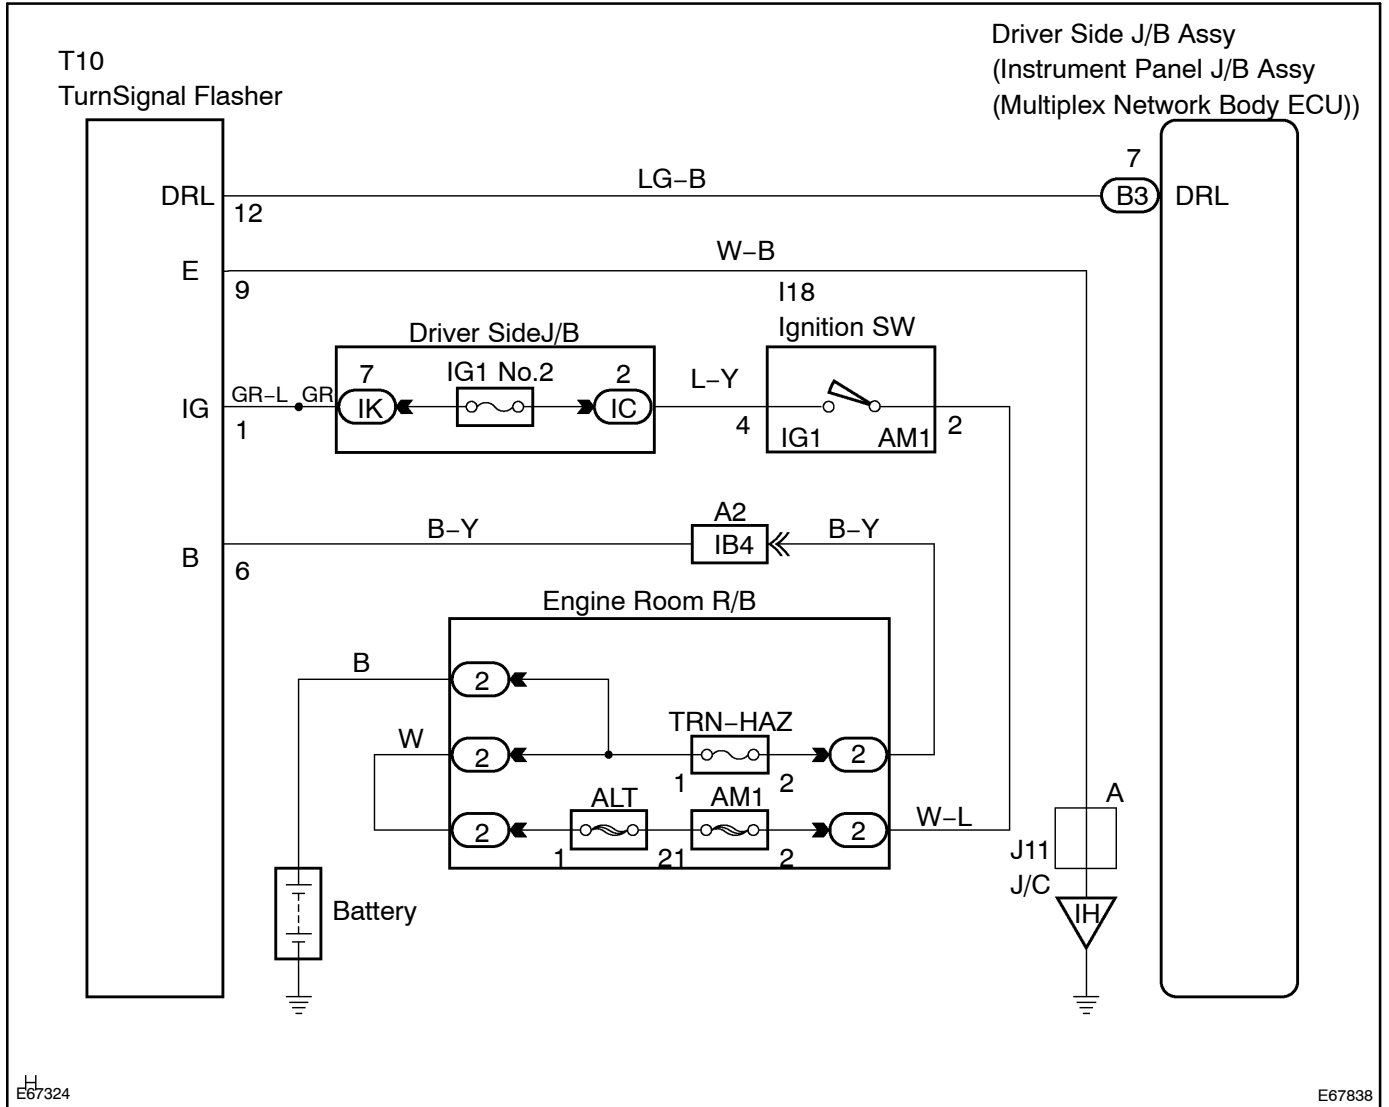 Driver Side J/B Assy
(Instrument Panel J/B Assy
(Multiplex Network Body ECU))
T10
TurnSignal Flasher
7
LG−B
DRL
12
B3
DRL
W−B
E
9
I18
Ignition SW
Driver SideJ/B
7
IG1 No.2
2
L−Y
GR−L
GR
IG
IK
IC
1
4
IG1
AM1
2
A2
B−Y
IB4
B−Y
B
6
Engine Room R/B
B
2
TRN−HAZ
W
2
2
1
2
ALT
AM1
A
2
2
W−L
1
21
2
J11
J/C
Battery
IH
H
E67324
E67838